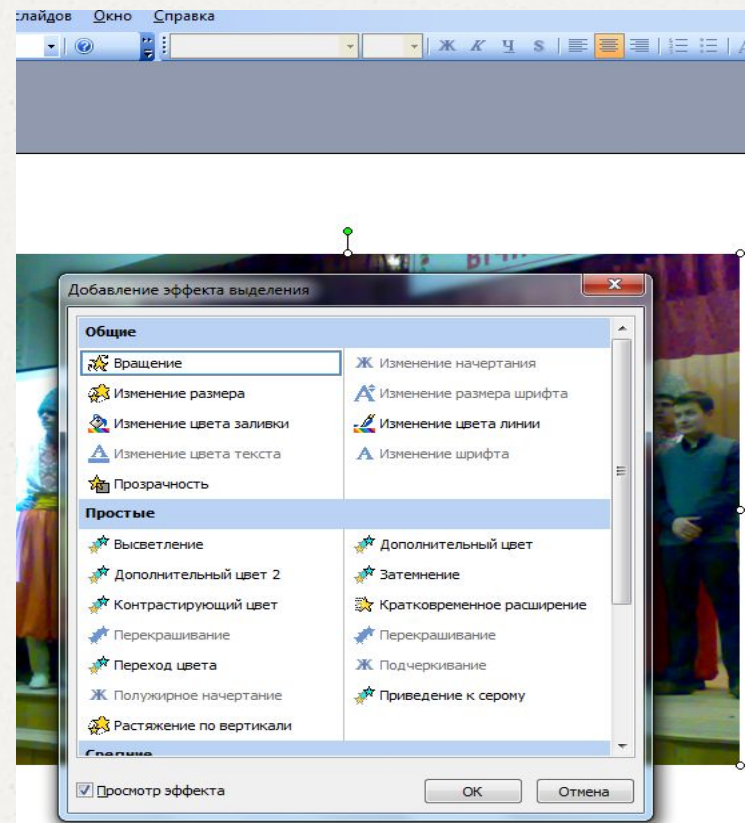 слайдов Окно Справка
Ж К Ч S
Добавление эффекта выделения
Общие
Вращение Ж Изменение начертания
Изменение размера Изменение размера шрифта
Изменение цвета заливки Изменение цвета линии
Изменение цвета текста Изменение шрифта
Прозрачность
Простые
Высветление Дополнительный цвет
Дополнительный цвет 2 Затемнение
Контрастирующий цвет Кратковременное расширение
Перекрашивание Перекрашивание
Переход цвета Ж Подчеркивание
Ж Полужирное начертание Приведение к серому
Растяжение по вертикали
Средние
Просмотр эффекта ОК Отмена